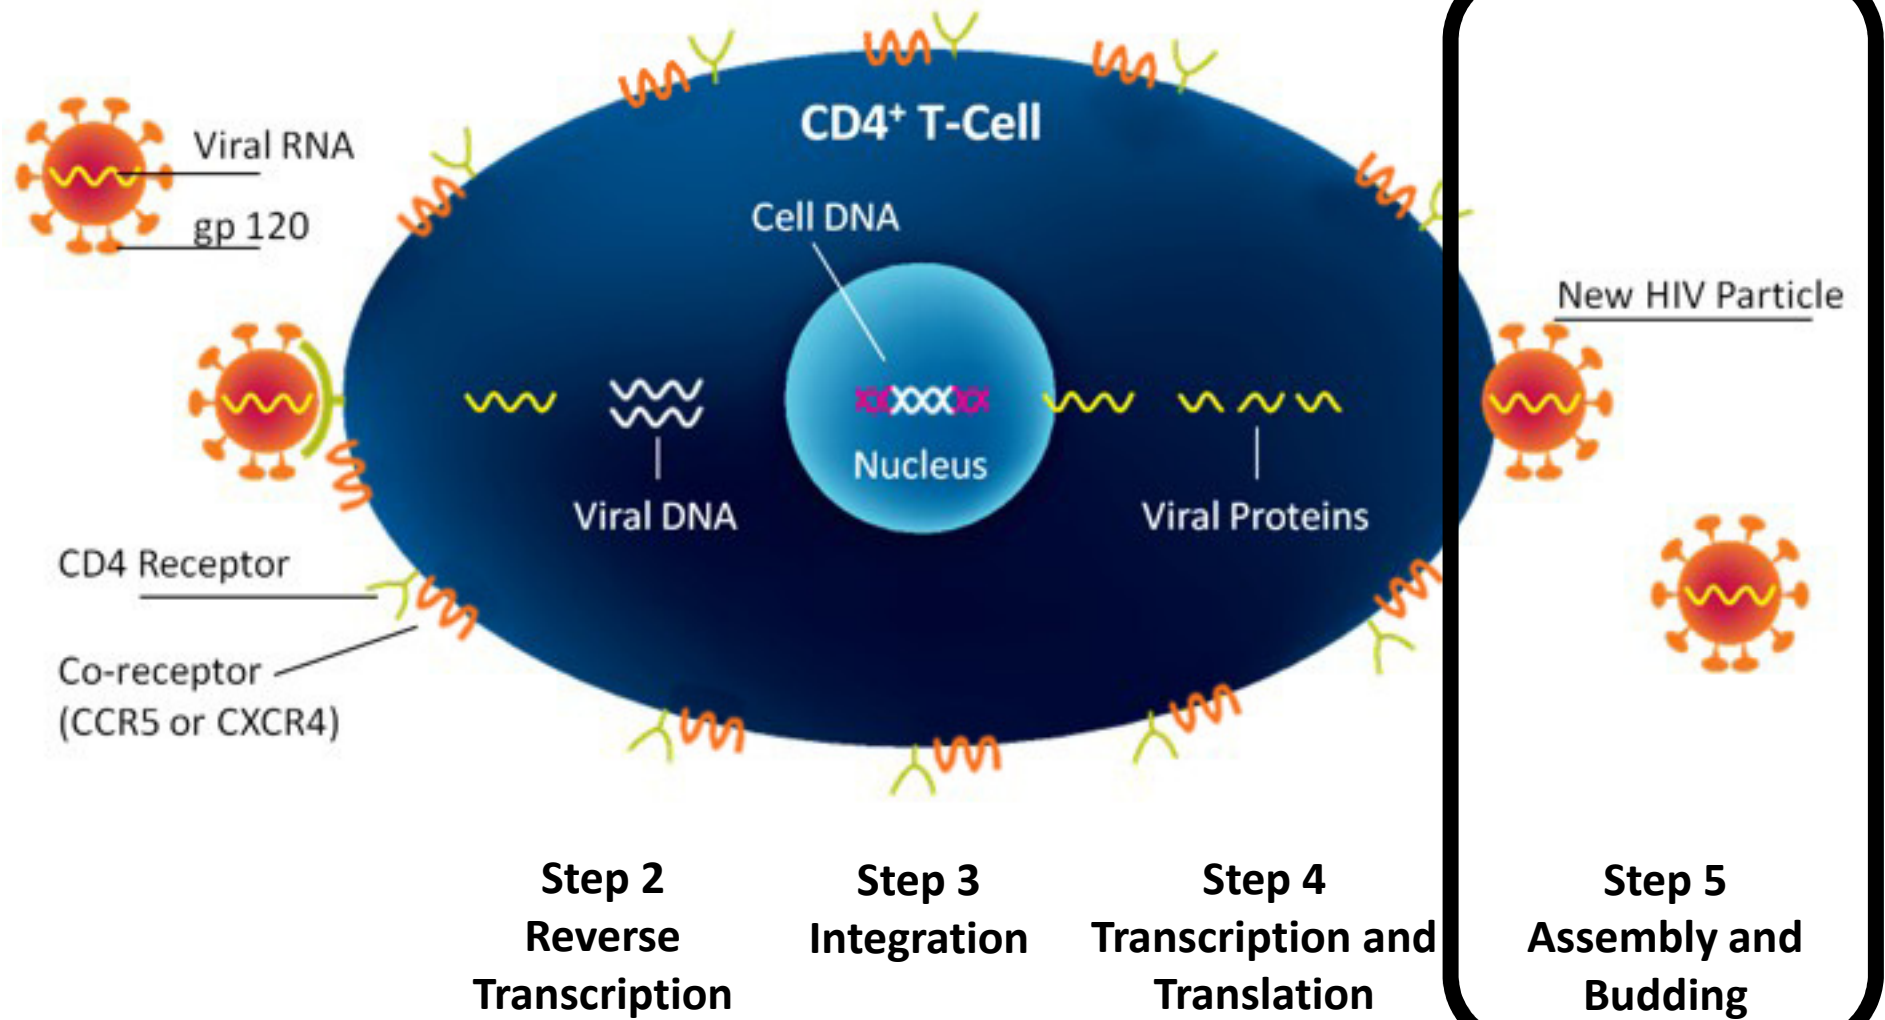 CD4⁺ T-Cell
Viral RNA
gp 120
Cell DNA
New HIV Particle
Nucleus
Viral DNA
Viral Proteins
CD4 Receptor
Co-receptor
(CCR5 or CXCR4)
Step 2
Reverse
Transcription
Step 3
Integration
Step 4
Transcription and
Translation
Step 5
Assembly and
Budding